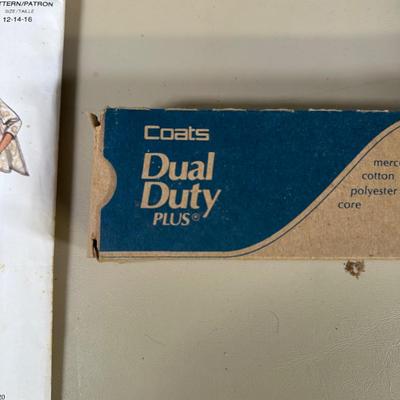 TTERN/PATRON
SIZE/TAILLE
12-14-16
Coats
Dual
Duty
PLUS®
merc
cotton
polyester
core
20